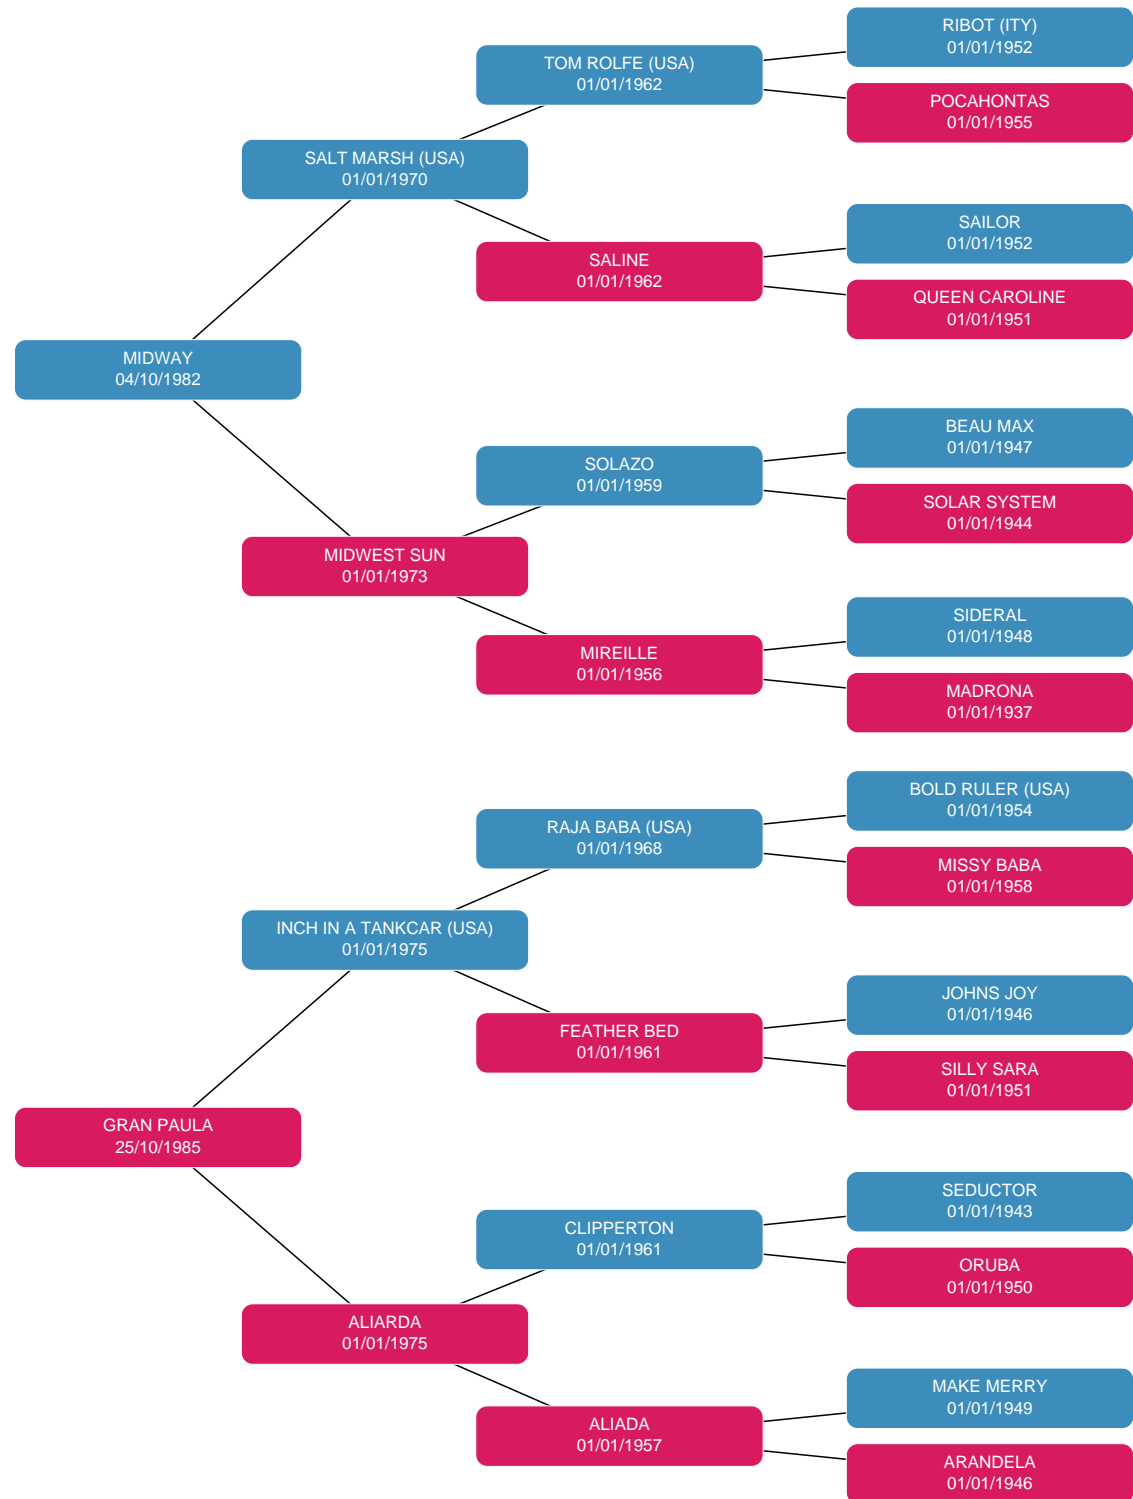 RIBOT (ITY)
01/01/1952
TOM ROLFE (USA)
01/01/1962
POCAHONTAS
01/01/1955
SALT MARSH (USA)
01/01/1970
SAILOR
01/01/1952
SALINE
01/01/1962
QUEEN CAROLINE
01/01/1951
MIDWAY
04/10/1982
BEAU MAX
01/01/1947
SOLAZO
01/01/1959
SOLAR SYSTEM
01/01/1944
MIDWEST SUN
01/01/1973
SIDERAL
01/01/1948
MIREILLE
01/01/1956
MADRONA
01/01/1937
BOLD RULER (USA)
01/01/1954
RAJA BABA (USA)
01/01/1968
MISSY BABA
01/01/1958
INCH IN A TANKCAR (USA)
01/01/1975
JOHNS JOY
01/01/1946
FEATHER BED
01/01/1961
SILLY SARA
01/01/1951
GRAN PAULA
25/10/1985
SEDUCTOR
01/01/1943
CLIPPERTON
01/01/1961
ORUBA
01/01/1950
ALIARDA
01/01/1975
MAKE MERRY
01/01/1949
ALIADA
01/01/1957
ARANDELA
01/01/1946